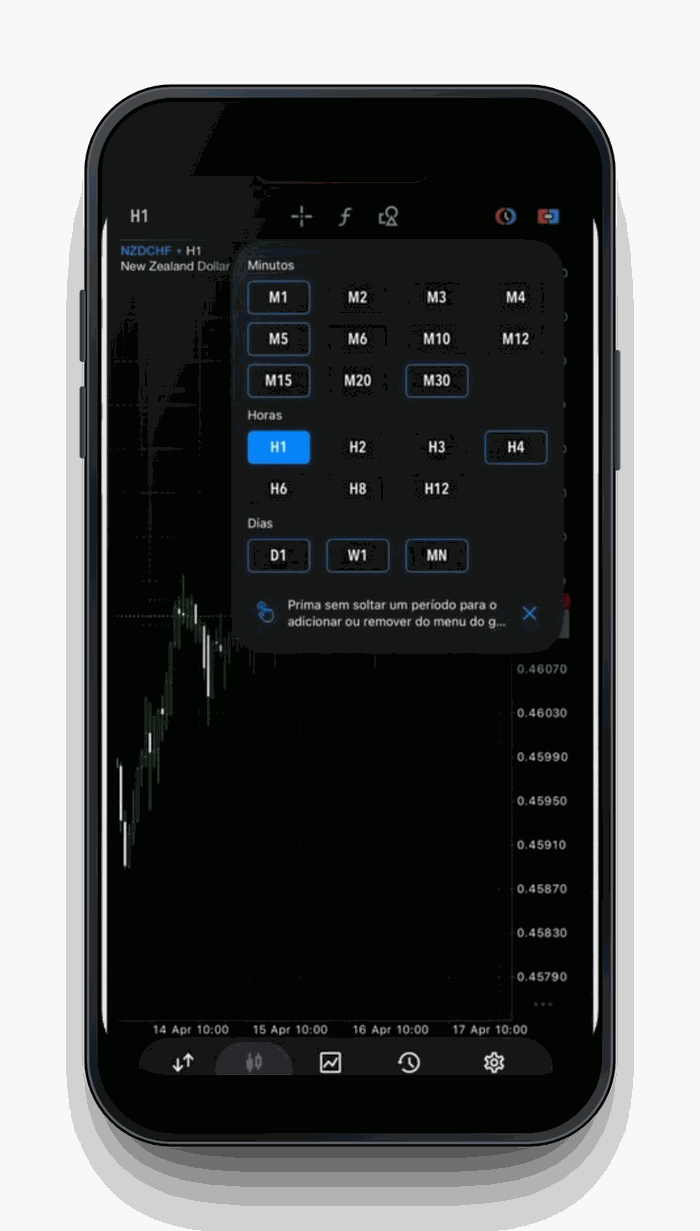 H1
NZDCHF • H1
New Zealand Dollar
Minutos
M1 M2 M3 M4
M5 M6 M10 M12
M15 M20 M30
Horas
H1 H2 H3 H4
H6 H8 H12
Dias
D1 W1 MN
Prima sem soltar um período para o
adicionar ou remover do menu do g...
0.46070
0.46030
0.45990
0.45950
0.45910
0.45870
0.45830
0.45790
14 Apr 10:00 15 Apr 10:00 16 Apr 10:00 17 Apr 10:00